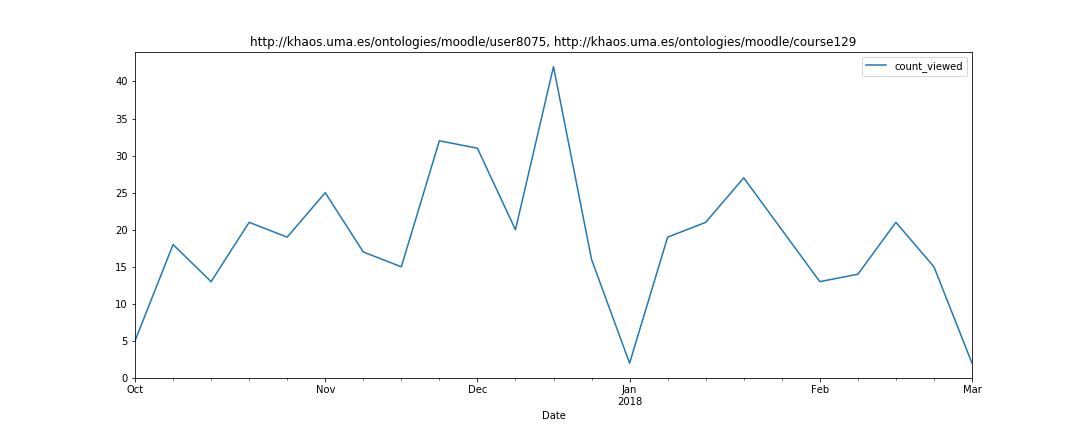 http://khaos.uma.es/ontologies/moodle/user8075, http://khaos.uma.es/ontologies/moodle/course129
count_viewed
40
35
30
25
20
15
10
5
0
Oct Nov Dec Jan Feb Mar
2018
Date